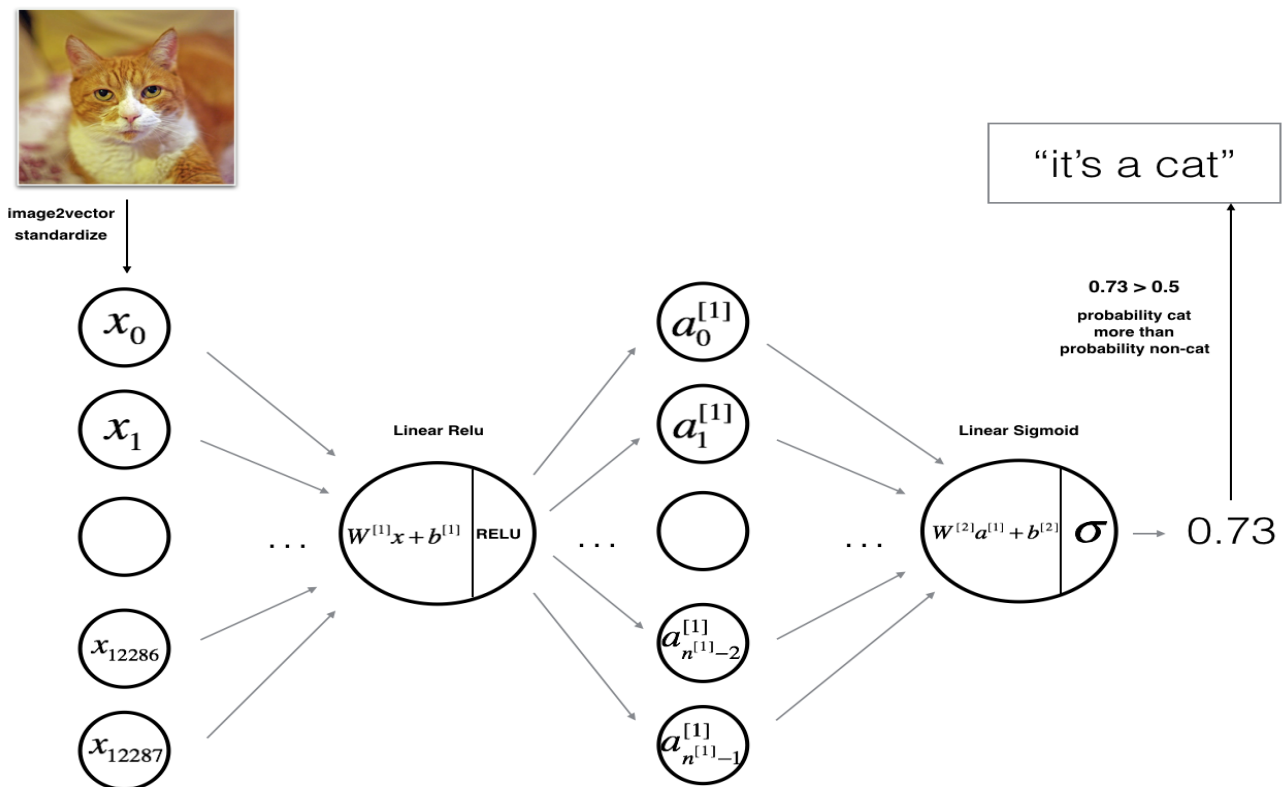 image2vector
standardize
x₀
x₁
x₁₂₂₈₆
x₁₂₂₈₇
. . .
Linear Relu
W^[1]x + b^[1]
RELU
. . .
a₀^[1]
a₁^[1]
a^[1]_{n^[1]−2}
a^[1]_{n^[1]−1}
. . .
Linear Sigmoid
W^[2]a^[1] + b^[2]
σ
0.73
0.73 > 0.5
probability cat
more than
probability non-cat
“it’s a cat”